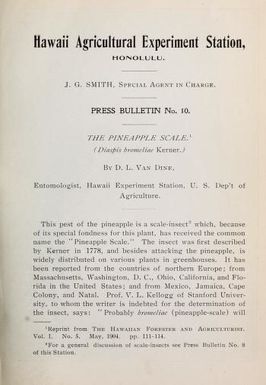 Hawaii Agricultural Experiment Station,
HONOLULU.
J. G. SMITH, SPECIAL AGENT IN CHARGE.
PRESS BULLETIN No. 10.
THE PINEAPPLE SCALE.¹
(Diaspis bromeliae Kerner.)
BY D. L. VAN DINE,
Entomologist, Hawaii Experiment Station, U. S. Dep't of
Agriculture.
This pest of the pineapple is a scale-insect² which, because
of its special fondness for this plant, has received the common
name the "Pineapple Scale." The insect was first described
by Kerner in 1778, and besides attacking the pineapple, is
widely distributed on various plants in greenhouses. It has
been reported from the countries of northern Europe; from
Massachusetts, Washington, D. C., Ohio, California, and Flo-
rida in the United States; and from Mexico, Jamaica, Cape
Colony, and Natal. Prof. V. L. Kellogg of Stanford Univer-
sity, to whom the writer is indebted for the determination of
the insect, says: "Probably bromeliae (pineapple-scale) will
¹Reprint from THE HAWAIIAN FORESTER AND AGRICULTURIST.
Vol. 1. No. 5. May, 1904. pp. 111-114.
²For a general discussion of scale-insects see Press Bulletin No. 8
of this Station.